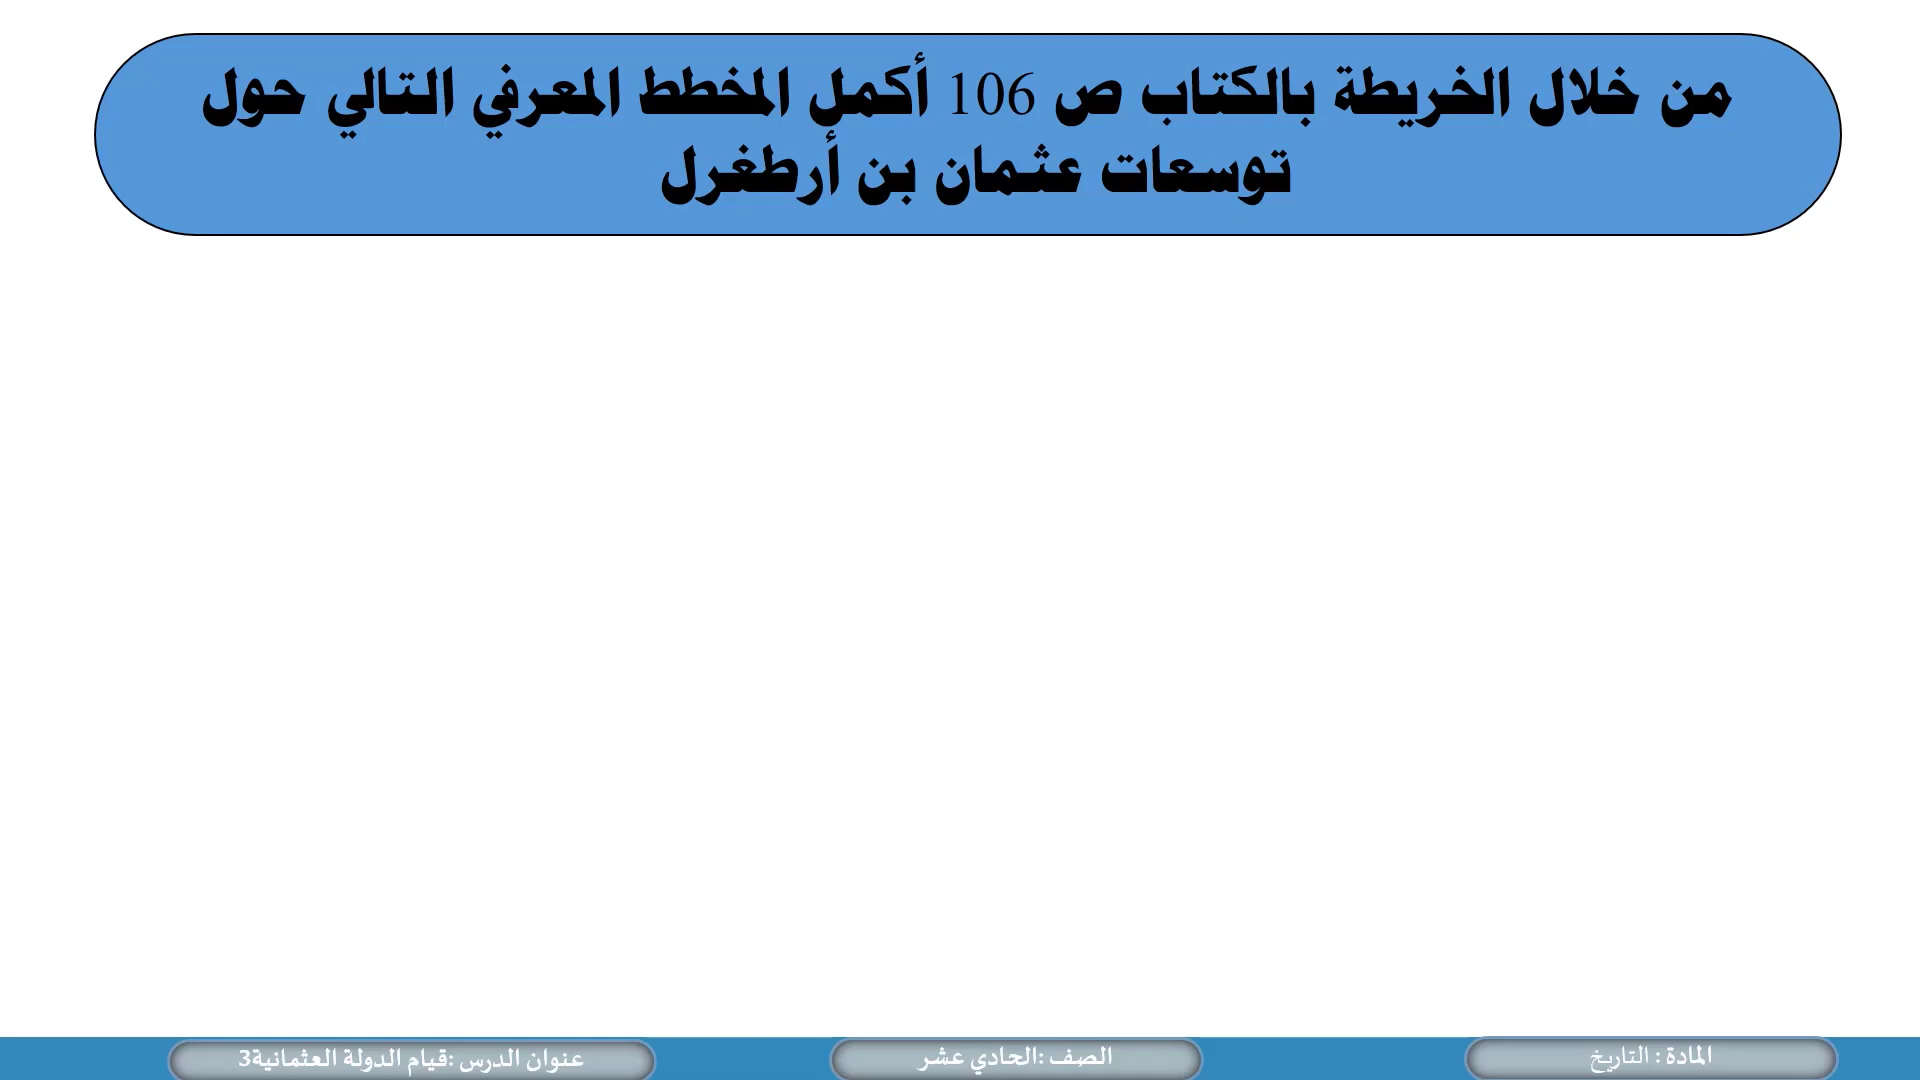 من خلال الخريطة بالكتاب ص 106 أكمل المخطط المعرفي التالي حول
توسعات عثمان بن أرطغرل
المادة : التاريخ
الصف :الحادي عشر
عنوان الدرس :قيام الدولة العثمانية3